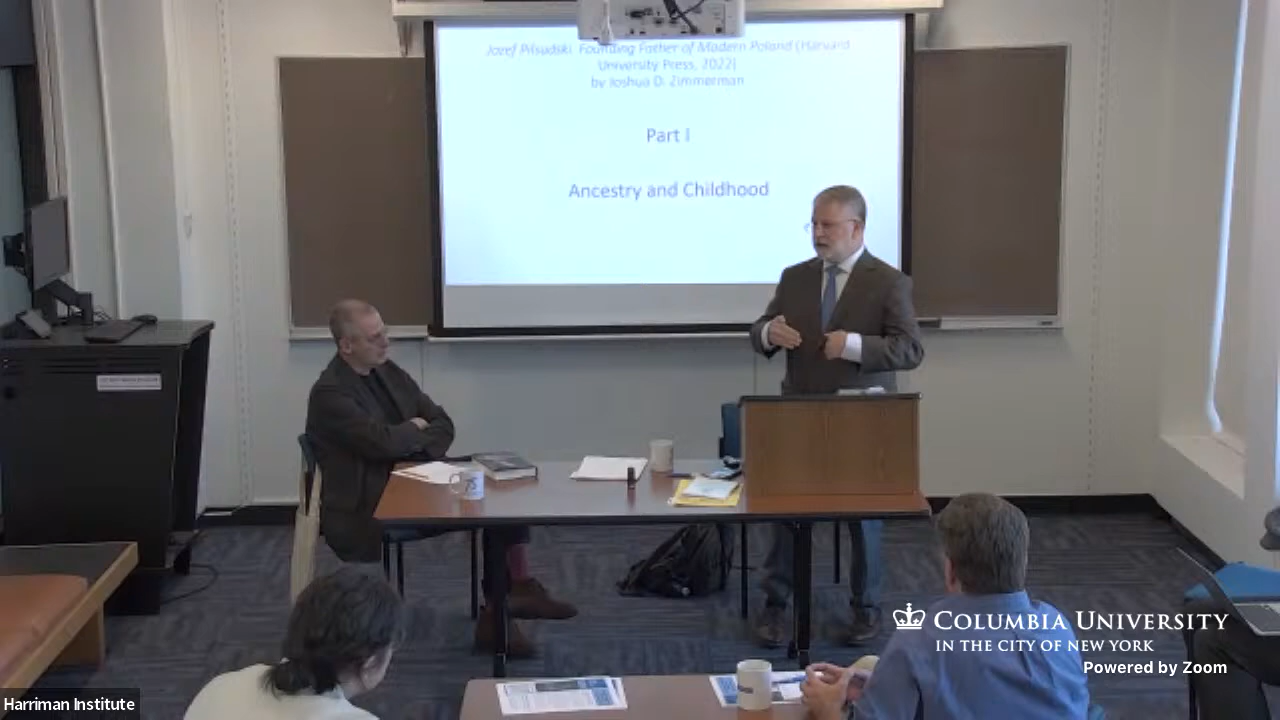 Jozef Pilsudski Founding Father of Modern Poland (Harvard
University Press, 2022)
by Joshua D. Zimmerman
Part I
Ancestry and Childhood
75
COLUMBIA UNIVERSITY
IN THE CITY OF NEW YORK
Powered by Zoom
Harriman Institute